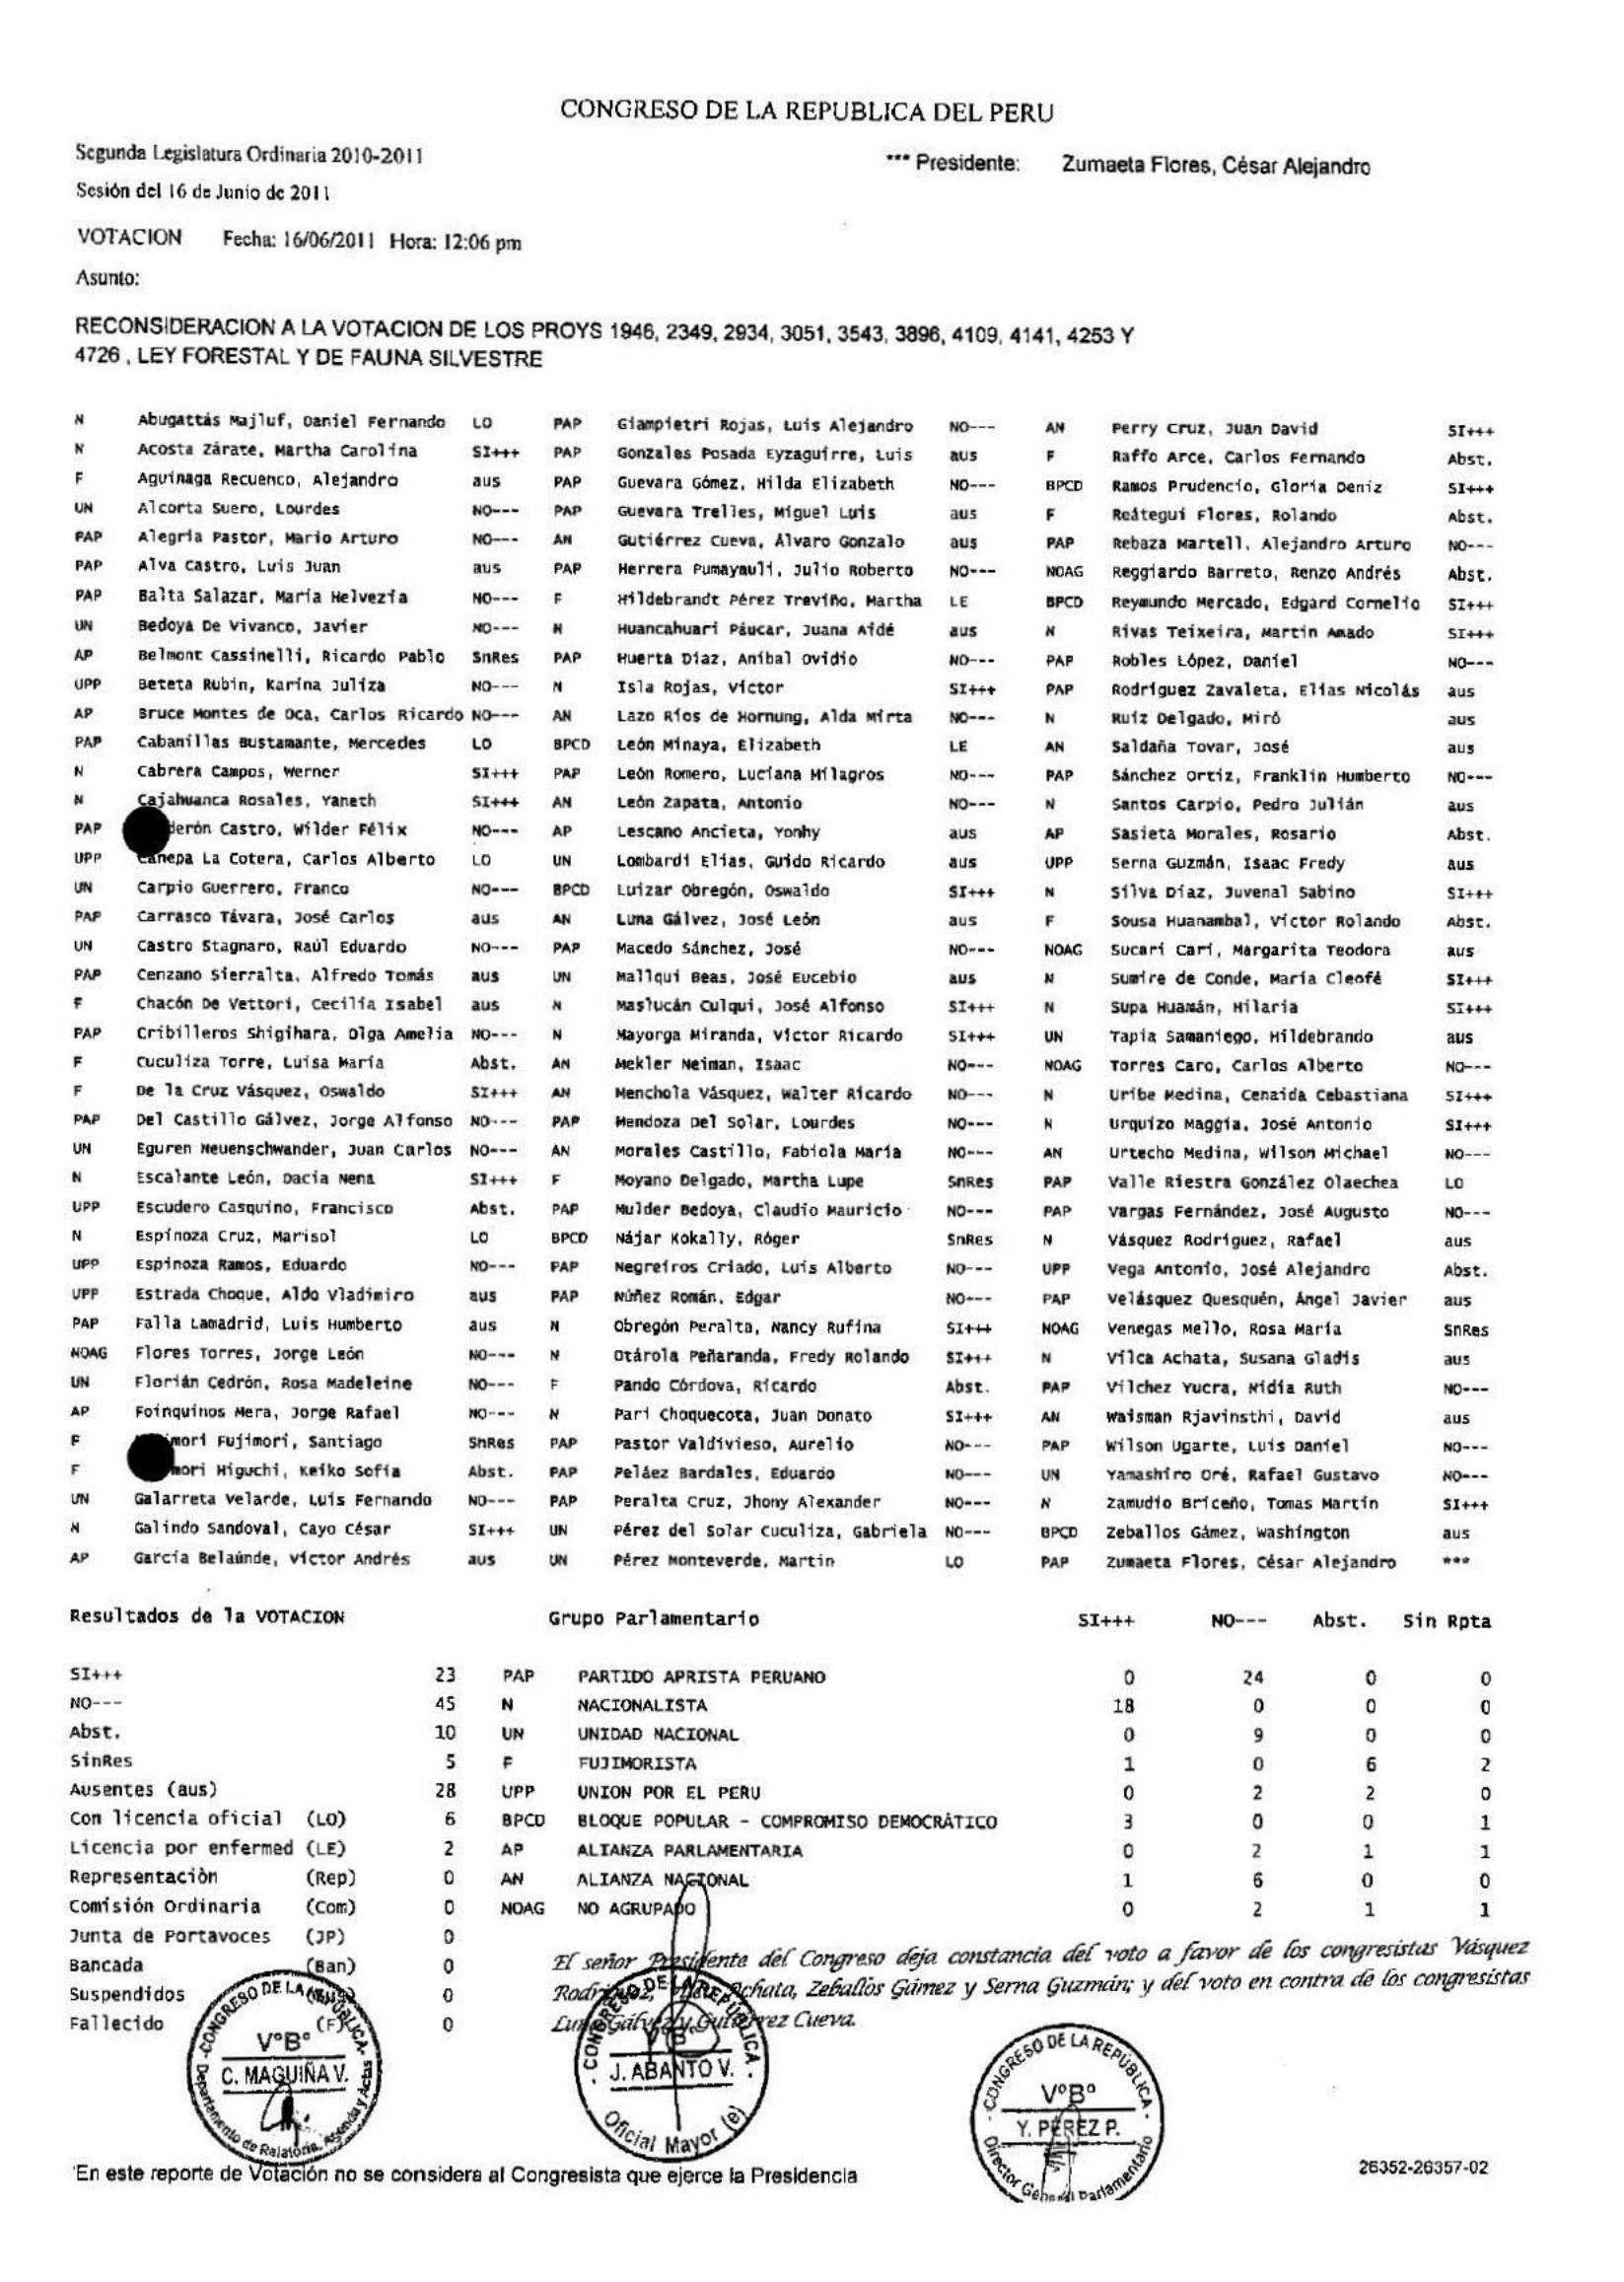 CONGRESO DE LA REPUBLICA DEL PERU
Segunda Legislatura Ordinaria 2010-2011
*** Presidente: Zumaeta Flores, César Alejandro
Sesión del 16 de Junio de 2011
VOTACION Fecha: 16/06/2011 Hora: 12:06 pm
Asunto:
RECONSIDERACION A LA VOTACION DE LOS PROYS 1946, 2349, 2934, 3051, 3543, 3896, 4109, 4141, 4253 Y
4726 , LEY FORESTAL Y DE FAUNA SILVESTRE
N Abugattás Majluf, Daniel Fernando LO PAP Giampietri Rojas, Luis Alejandro NO--- AN Perry Cruz, Juan David SI+++
N Acosta Zárate, Martha Carolina SI+++ PAP Gonzales Posada Eyzaguirre, Luis aus F Raffo Arce, Carlos Fernando Abst.
F Aguinaga Recuenco, Alejandro aus PAP Guevara Gómez, Hilda Elizabeth NO--- BPCD Ramos Prudencio, Gloria Deniz SI+++
UN Alcorta Suero, Lourdes NO--- PAP Guevara Trelles, Miguel Luis aus F Reátegui Flores, Rolando Abst.
PAP Alegría Pastor, Mario Arturo NO--- AN Gutiérrez Cueva, Álvaro Gonzalo aus PAP Rebaza Martell, Alejandro Arturo NO---
PAP Alva Castro, Luis Juan aus PAP Herrera Pumayauli, Julio Roberto NO--- NOAG Reggiardo Barreto, Renzo Andrés Abst.
PAP Balta Salazar, María Helvezia NO--- F Hildebrandt Pérez Treviño, Martha LE BPCD Reymundo Mercado, Edgard Cornelio SI+++
UN Bedoya De Vivanco, Javier NO--- N Huancahuari Páucar, Juana Aidé aus N Rivas Teixeira, Martín Amado SI+++
AP Belmont Cassinelli, Ricardo Pablo SnRes PAP Huerta Díaz, Aníbal Ovidio NO--- PAP Robles López, Daniel NO---
UPP Beteta Rubín, Karina Juliza NO--- N Isla Rojas, Víctor SI+++ PAP Rodríguez Zavaleta, Elías Nicolás aus
AP Bruce Montes de Oca, Carlos Ricardo NO--- AN Lazo Ríos de Hornung, Alda Mirta NO--- N Ruiz Delgado, Miró aus
PAP Cabanillas Bustamante, Mercedes LO BPCD León Minaya, Elizabeth LE AN Saldaña Tovar, José aus
N Cabrera Campos, Werner SI+++ PAP León Romero, Luciana Milagros NO--- PAP Sánchez Ortiz, Franklin Humberto NO---
N Cajahuanca Rosales, Yaneth SI+++ AN León Zapata, Antonio NO--- N Santos Carpio, Pedro Julián aus
PAP derón Castro, Wilder Félix NO--- AP Lescano Ancieta, Yonhy aus AP Sasieta Morales, Rosario Abst.
UPP Cánepa La Cotera, Carlos Alberto LO UN Lombardi Elías, Guido Ricardo aus UPP Serna Guzmán, Isaac Fredy aus
UN Carpio Guerrero, Franco NO--- BPCD Luizar Obregón, Oswaldo SI+++ N Silva Díaz, Juvenal Sabino SI+++
PAP Carrasco Távara, José Carlos aus AN Luna Gálvez, José León aus F Sousa Huanambal, Víctor Rolando Abst.
UN Castro Stagnaro, Raúl Eduardo NO--- PAP Macedo Sánchez, José NO--- NOAG Sucari Cari, Margarita Teodora aus
PAP Cenzano Sierralta, Alfredo Tomás aus UN Mallqui Beas, José Eucebio aus N Sumire de Conde, María Cleofé SI+++
F Chacón De Vettori, Cecilia Isabel aus N Maslucán Culqui, José Alfonso SI+++ N Supa Huamán, Hilaria SI+++
PAP Cribilleros Shigihara, Olga Amelia NO--- N Mayorga Miranda, Víctor Ricardo SI+++ UN Tapia Samaniego, Hildebrando aus
F Cuculiza Torre, Luisa María Abst. AN Mekler Neiman, Isaac NO--- NOAG Torres Caro, Carlos Alberto NO---
F De la Cruz Vásquez, Oswaldo SI+++ AN Menchola Vásquez, Walter Ricardo NO--- N Uribe Medina, Cenaida Cebastiana SI+++
PAP Del Castillo Gálvez, Jorge Alfonso NO--- PAP Mendoza Del Solar, Lourdes NO--- N Urquizo Maggia, José Antonio SI+++
UN Eguren Neuenschwander, Juan Carlos NO--- AN Morales Castillo, Fabiola María NO--- AN Urtecho Medina, Wilson Michael NO---
N Escalante León, Dacia Nena SI+++ F Moyano Delgado, Martha Lupe SnRes PAP Valle Riestra González Olaechea LO
UPP Escudero Casquino, Francisco Abst. PAP Mulder Bedoya, Claudio Mauricio NO--- PAP Vargas Fernández, José Augusto NO---
N Espinoza Cruz, Marisol LO BPCD Nájar Kokally, Róger SnRes N Vásquez Rodríguez, Rafael aus
UPP Espinoza Ramos, Eduardo NO--- PAP Negreiros Criado, Luis Alberto NO--- UPP Vega Antonio, José Alejandro Abst.
UPP Estrada Choque, Aldo Vladimiro aus PAP Núñez Román, Edgar NO--- PAP Velásquez Quesquén, Ángel Javier aus
PAP Falla Lamadrid, Luis Humberto aus N Obregón Peralta, Nancy Rufina SI+++ NOAG Venegas Mello, Rosa María SnRes
NOAG Flores Torres, Jorge León NO--- N Otárola Peñaranda, Fredy Rolando SI+++ N Vilca Achata, Susana Gladis aus
UN Florián Cedrón, Rosa Madeleine NO--- F Pando Córdova, Ricardo Abst. PAP Vílchez Yucra, Nidia Ruth NO---
AP Foinquinos Mera, Jorge Rafael NO--- N Pari Choquecota, Juan Donato SI+++ AN Waisman Rjavinsthi, David aus
F mori Fujimori, Santiago SnRes PAP Pastor Valdivieso, Aurelio NO--- PAP Wilson Ugarte, Luis Daniel NO---
F mori Higuchi, Keiko Sofía Abst. PAP Peláez Bardales, Eduardo NO--- UN Yamashiro Oré, Rafael Gustavo NO---
UN Galarreta Velarde, Luis Fernando NO--- PAP Peralta Cruz, Jhony Alexander NO--- N Zamudio Briceño, Tomas Martín SI+++
N Galindo Sandoval, Cayo César SI+++ UN Pérez del Solar Cuculiza, Gabriela NO--- BPCD Zeballos Gámez, Washington aus
AP García Belaúnde, Víctor Andrés aus UN Pérez Monteverde, Martín LO PAP Zumaeta Flores, César Alejandro ***
Resultados de la VOTACION Grupo Parlamentario SI+++ NO--- Abst. Sin Rpta
SI+++ 23 PAP PARTIDO APRISTA PERUANO 0 24 0 0
NO--- 45 N NACIONALISTA 18 0 0 0
Abst. 10 UN UNIDAD NACIONAL 0 9 0 0
SinRes 5 F FUJIMORISTA 1 0 6 2
Ausentes (aus) 28 UPP UNION POR EL PERU 0 2 2 0
Con licencia oficial (LO) 6 BPCD BLOQUE POPULAR - COMPROMISO DEMOCRÁTICO 3 0 0 1
Licencia por enfermed (LE) 2 AP ALIANZA PARLAMENTARIA 0 2 1 1
Representación (Rep) 0 AN ALIANZA NACIONAL 1 6 0 0
Comisión Ordinaria (Com) 0 NOAG NO AGRUPADO 0 2 1 1
Junta de Portavoces (JP) 0
Bancada (Ban) 0
Suspendidos 0
Fallecido (F) 0
El señor Presidente del Congreso deja constancia del voto a favor de los congresistas Vásquez
Achata, Zeballos Gámez y Serna Guzmán; y del voto en contra de los congresistas
Luna Gálvez y Gutiérrez Cueva.
CONGRESO DE LA REPÚBLICA
VºBº
C. MAGUIÑA V.
Departamento de Relatoría, Agenda y Actas
CONGRESO DE LA REPÚBLICA
J. ABANTO V.
Oficial Mayor (e)
CONGRESO DE LA REPÚBLICA
VºBº
Y. PÉREZ P.
Director General Parlamentario
'En este reporte de Votación no se considera al Congresista que ejerce la Presidencia
26352-26357-02